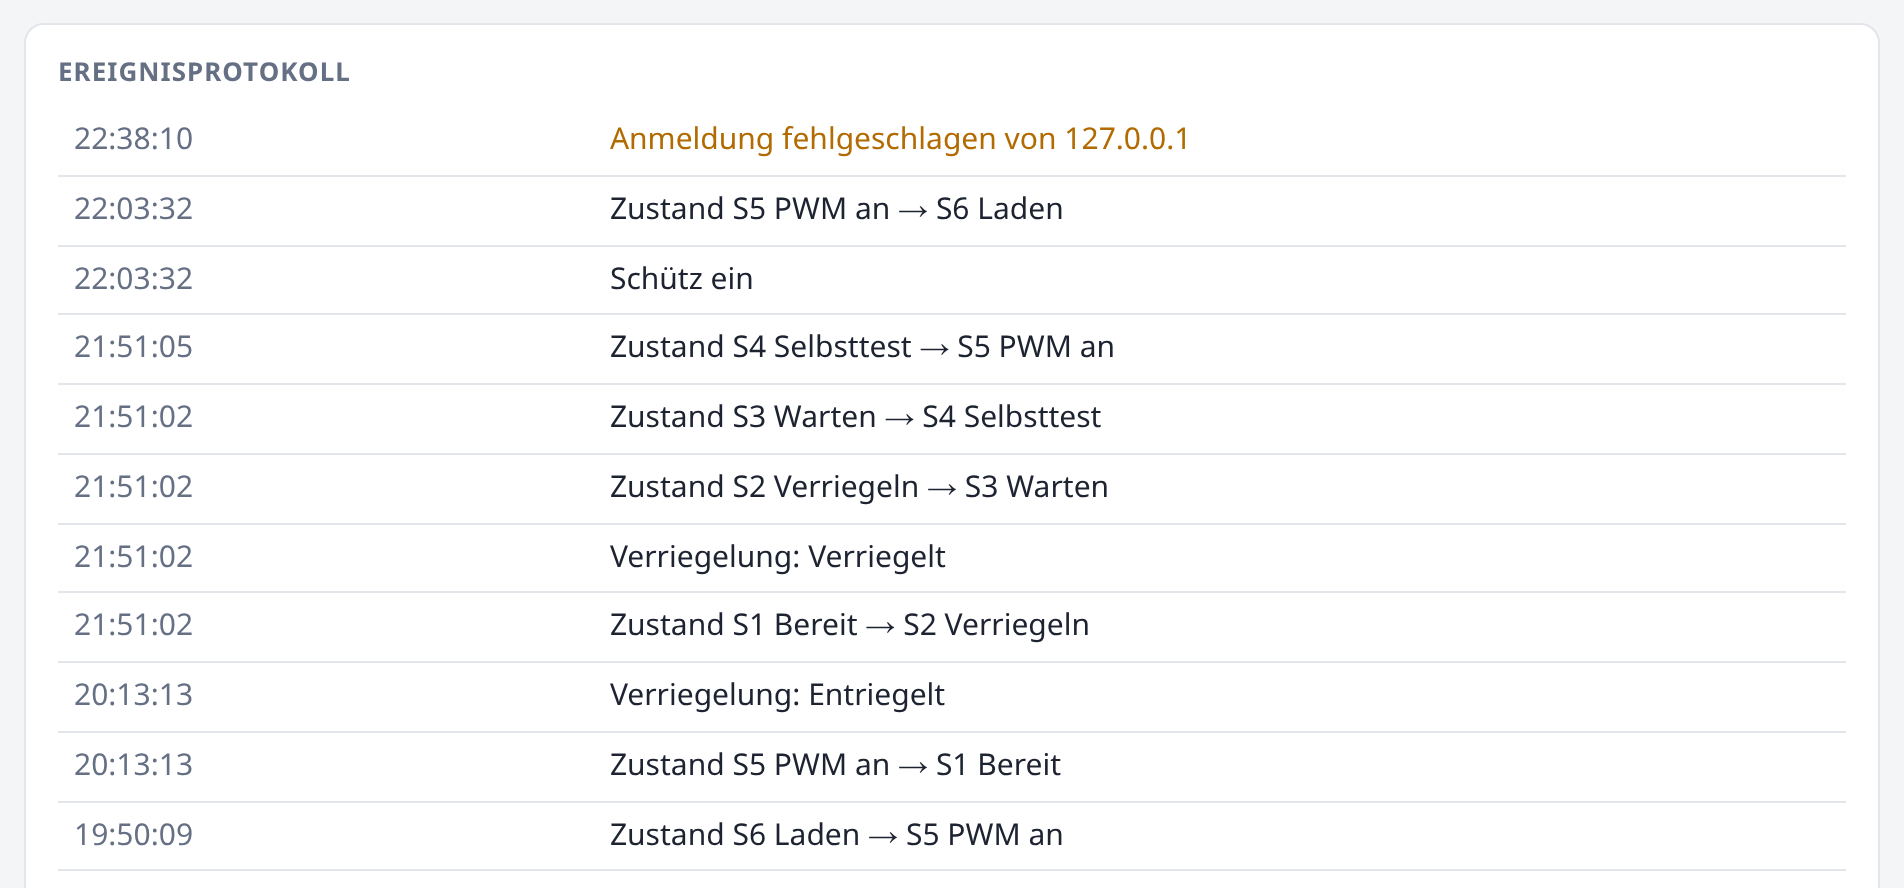 EREIGNISPROTOKOLL
22:38:10 Anmeldung fehlgeschlagen von 127.0.0.1
22:03:32 Zustand S5 PWM an → S6 Laden
22:03:32 Schütz ein
21:51:05 Zustand S4 Selbsttest → S5 PWM an
21:51:02 Zustand S3 Warten → S4 Selbsttest
21:51:02 Zustand S2 Verriegeln → S3 Warten
21:51:02 Verriegelung: Verriegelt
21:51:02 Zustand S1 Bereit → S2 Verriegeln
20:13:13 Verriegelung: Entriegelt
20:13:13 Zustand S5 PWM an → S1 Bereit
19:50:09 Zustand S6 Laden → S5 PWM an